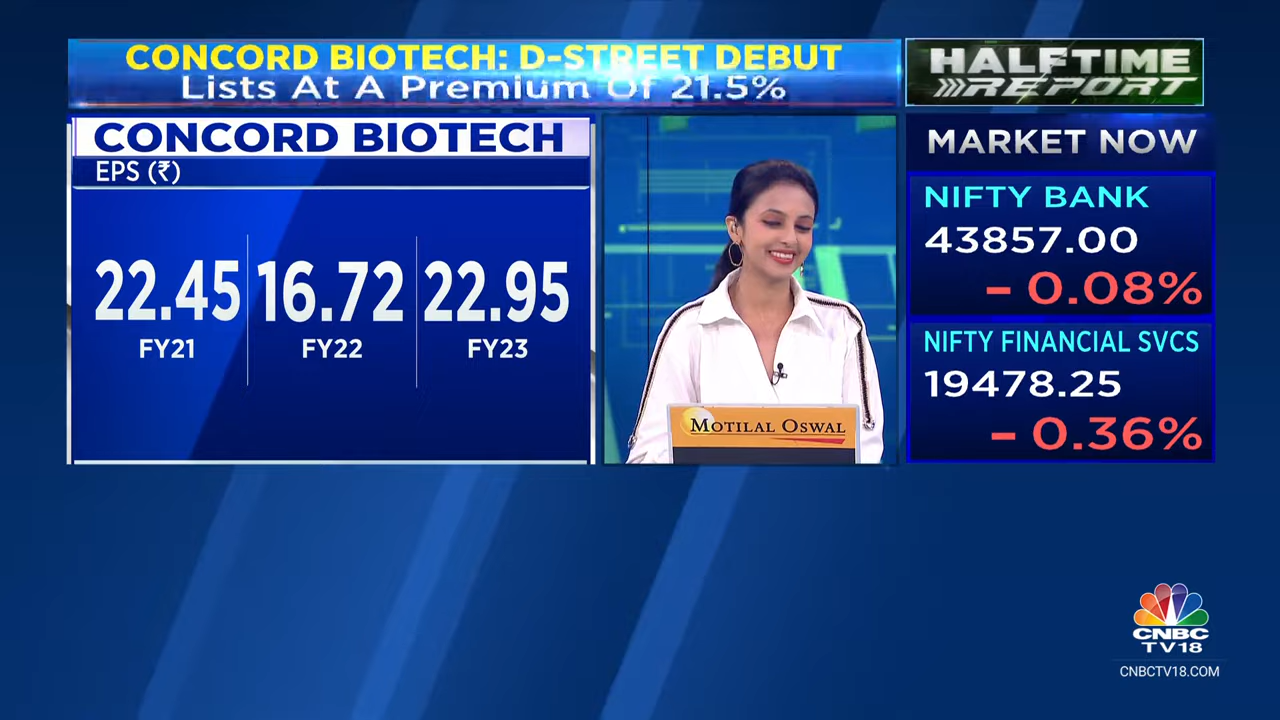 CONCORD BIOTECH: D-STREET DEBUT
Lists At A Premium Of 21.5%
HALFTIME
REPORT
CONCORD BIOTECH
EPS (₹)
22.45 16.72 22.95
FY21 FY22 FY23
MOTILAL OSWAL
MARKET NOW
NIFTY BANK
43857.00
- 0.08%
NIFTY FINANCIAL SVCS
19478.25
- 0.36%
CNBC
TV18
CNBCTV18.COM